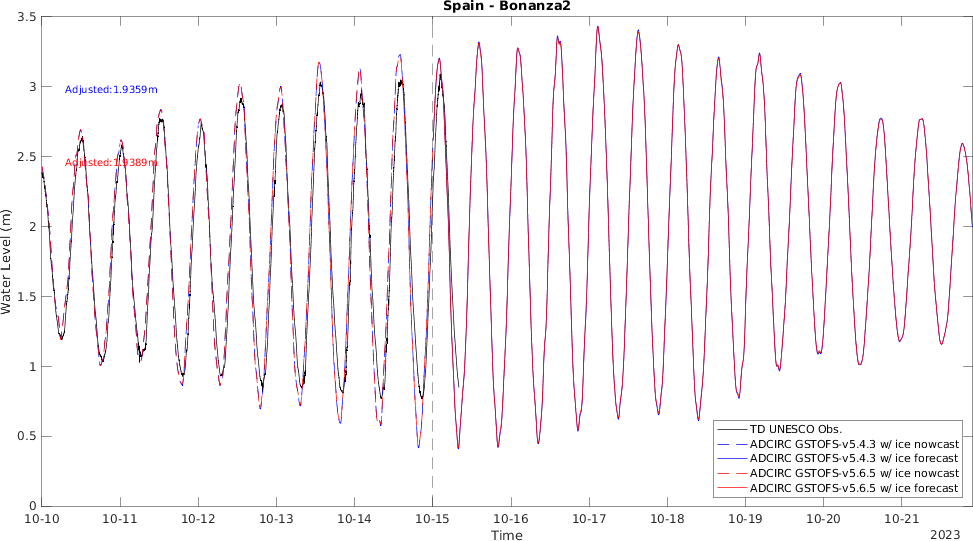 Spain - Bonanza2
3.5
3
2.5
2
1.5
1
0.5
0
Water Level (m)
Adjusted:1.9359m
Adjusted:1.9389m
TD UNESCO Obs.
ADCIRC GSTOFS-v5.4.3 w/ ice nowcast
ADCIRC GSTOFS-v5.4.3 w/ ice forecast
ADCIRC GSTOFS-v5.6.5 w/ ice nowcast
ADCIRC GSTOFS-v5.6.5 w/ ice forecast
10-10 10-11 10-12 10-13 10-14 10-15 10-16 10-17 10-18 10-19 10-20 10-21
Time
2023